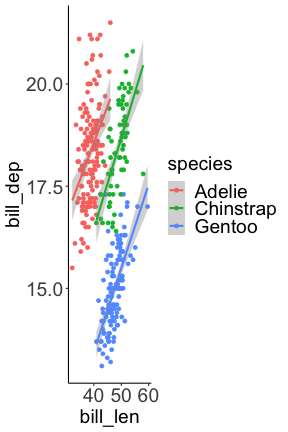 20.0
17.5
15.0
bill_dep
40 50 60
bill_len
species
Adelie
Chinstrap
Gentoo